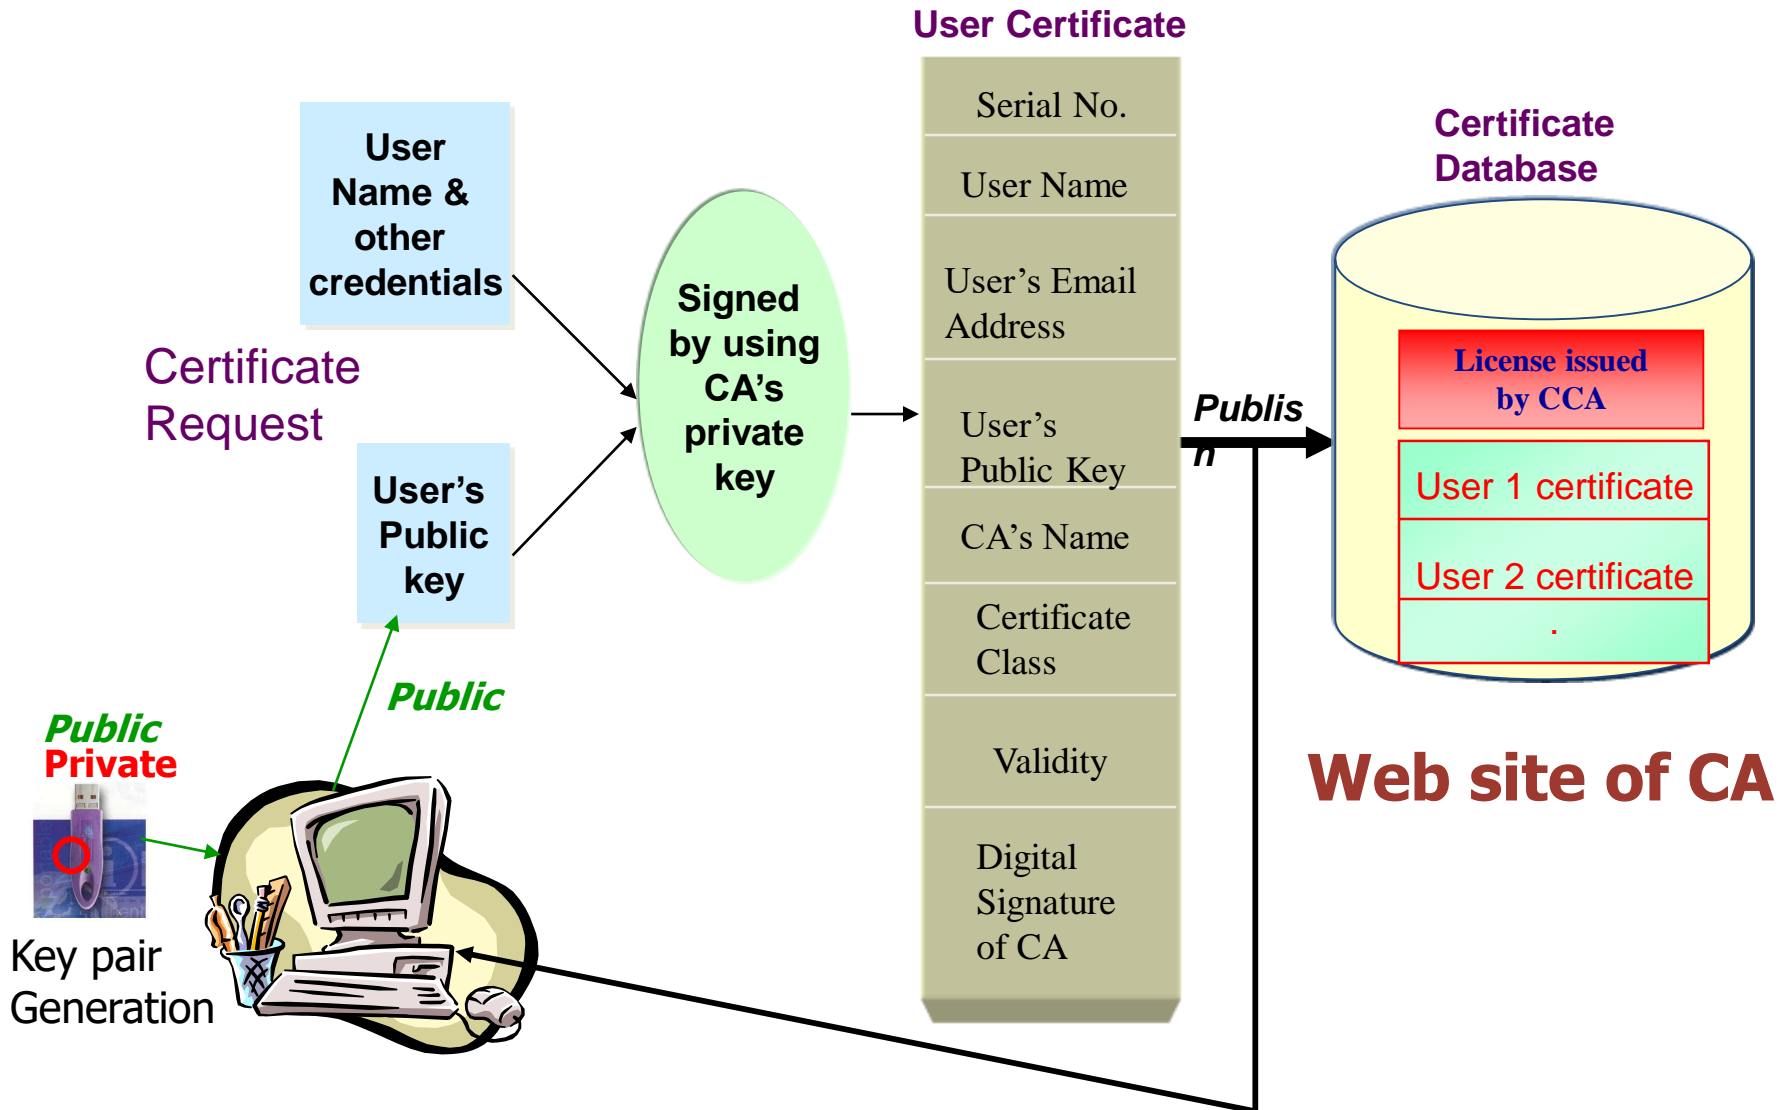 User Certificate
User
Name &
other
credentials
Certificate
Request
User's
Public
key
Public
Public
Private
Key pair
Generation
Signed
by using
CA's
private
key
Serial No.
User Name
User's Email
Address
User's
Public Key
CA's Name
Certificate
Class
Validity
Digital
Signature
of CA
Publis
h
Certificate
Database
License issued
by CCA
User 1 certificate
User 2 certificate
.
Web site of CA